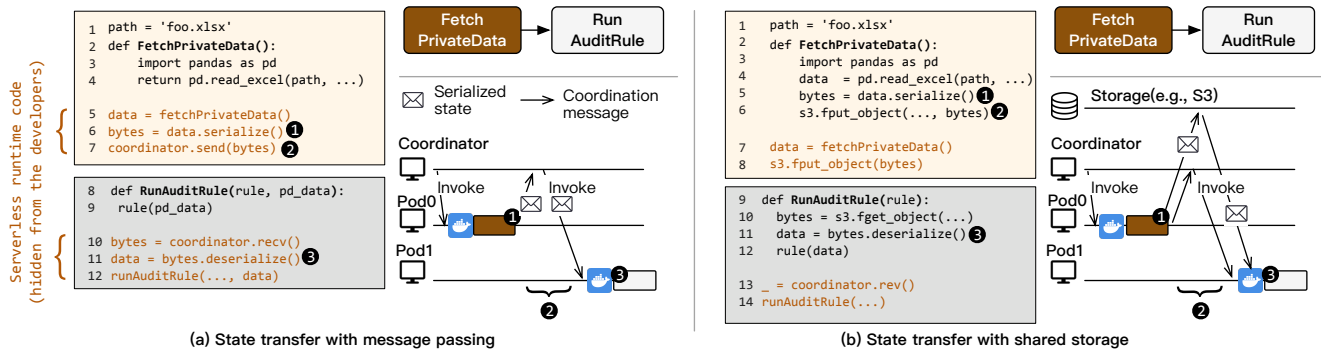 Serverless runtime code
(hidden from the developers)
1 path = 'foo.xlsx'
2 def FetchPrivateData():
3 import pandas as pd
4 return pd.read_excel(path, ...)
5 data = fetchPrivateData()
6 bytes = data.serialize() 1
7 coordinator.send(bytes) 2
8 def RunAuditRule(rule, pd_data):
9 rule(pd_data)
10 bytes = coordinator.recv()
11 data = bytes.deserialize() 3
12 runAuditRule(..., data)
Fetch
PrivateData
Run
AuditRule
Serialized
state
Coordination
message
Coordinator
Invoke
Invoke
Pod0
1
Pod1
3
2
(a) State transfer with message passing
1 path = 'foo.xlsx'
2 def FetchPrivateData():
3 import pandas as pd
4 data = pd.read_excel(path, ...)
5 bytes = data.serialize() 1
6 s3.fput_object(..., bytes) 2
7 data = fetchPrivateData()
8 s3.fput_object(bytes)
9 def RunAuditRule(rule):
10 bytes = s3.fget_object(...)
11 data = bytes.deserialize() 3
12 rule(data)
13 _ = coordinator.rev()
14 runAuditRule(...)
Fetch
PrivateData
Run
AuditRule
Storage(e.g., S3)
Coordinator
Invoke
Invoke
Pod0
1
Pod1
3
2
(b) State transfer with shared storage